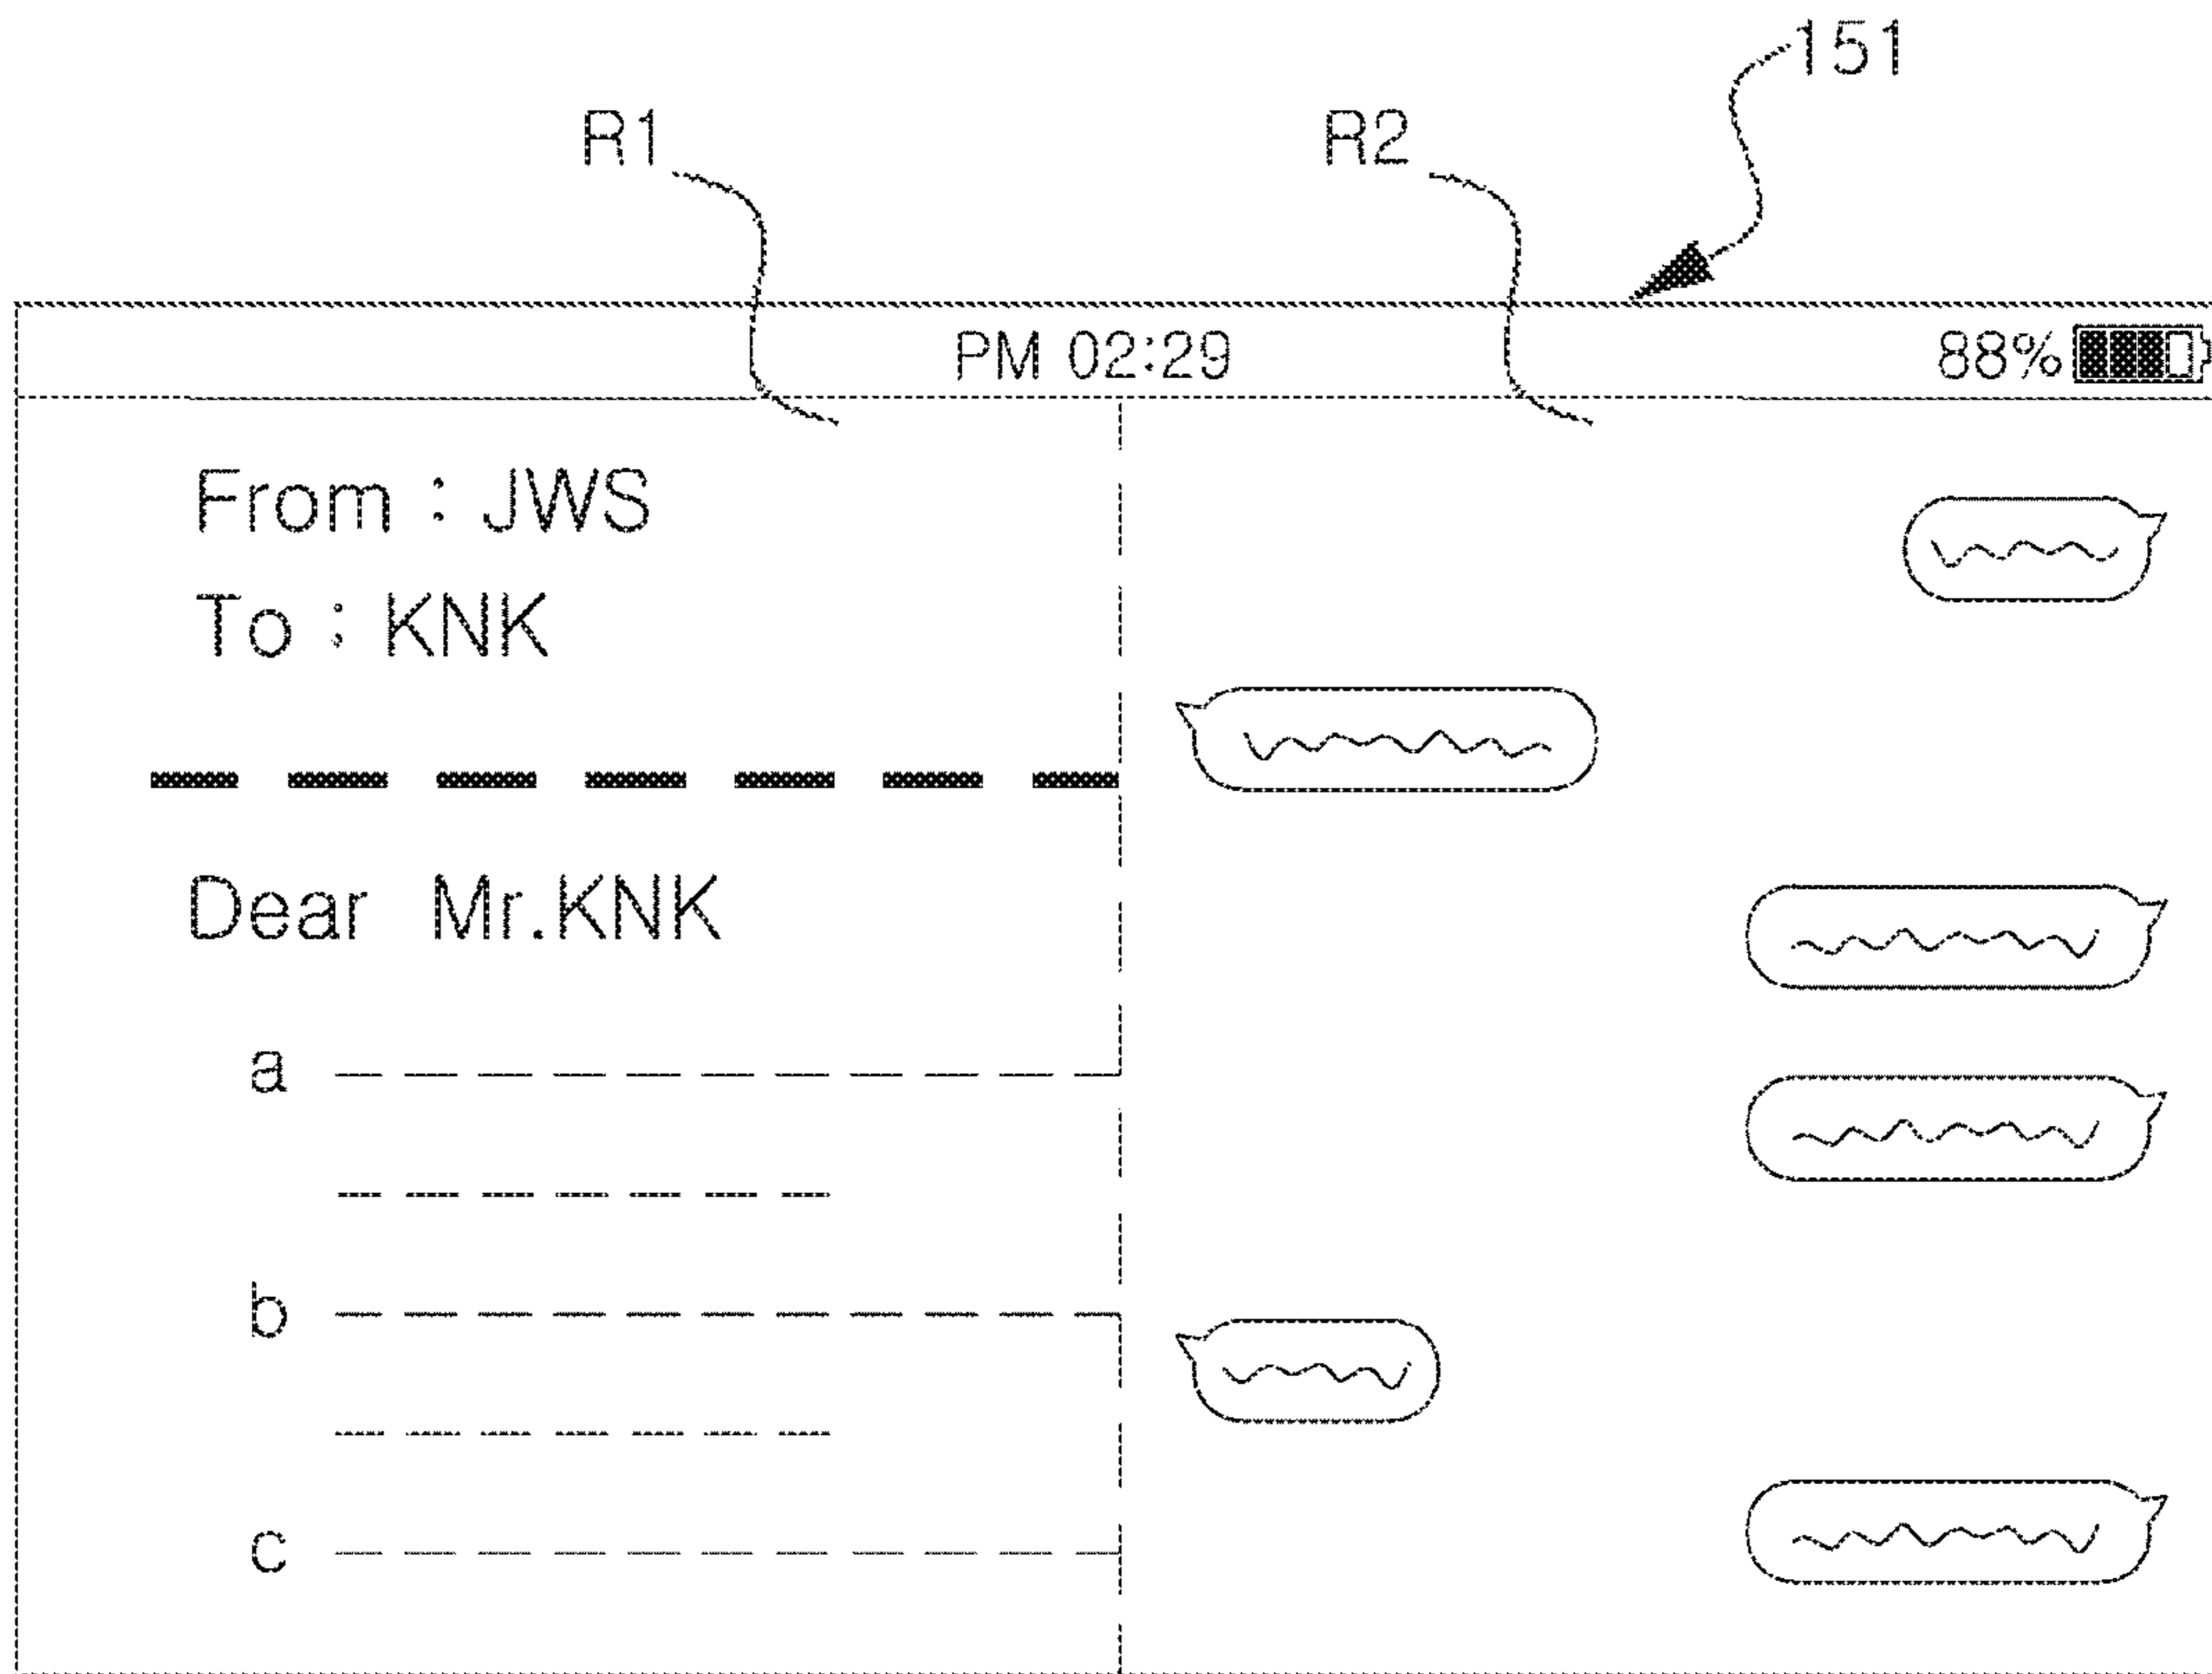 151
R1 R2
PM 02:29 88%
From : JWS
To : KNK
Dear Mr.KNK
a
b
c